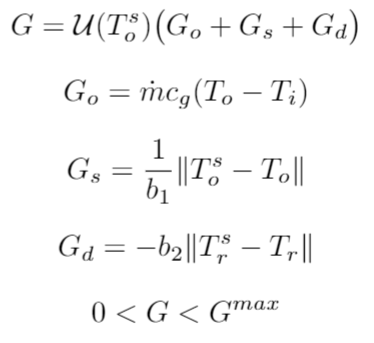 G = 𝒰(T_o^s)(G_o + G_s + G_d)
G_o = ṁc_g(T_o − T_i)
G_s = \frac{1}{b_1}‖T_o^s − T_o‖
G_d = −b_2‖T_r^s − T_r‖
0 < G < G^{max}